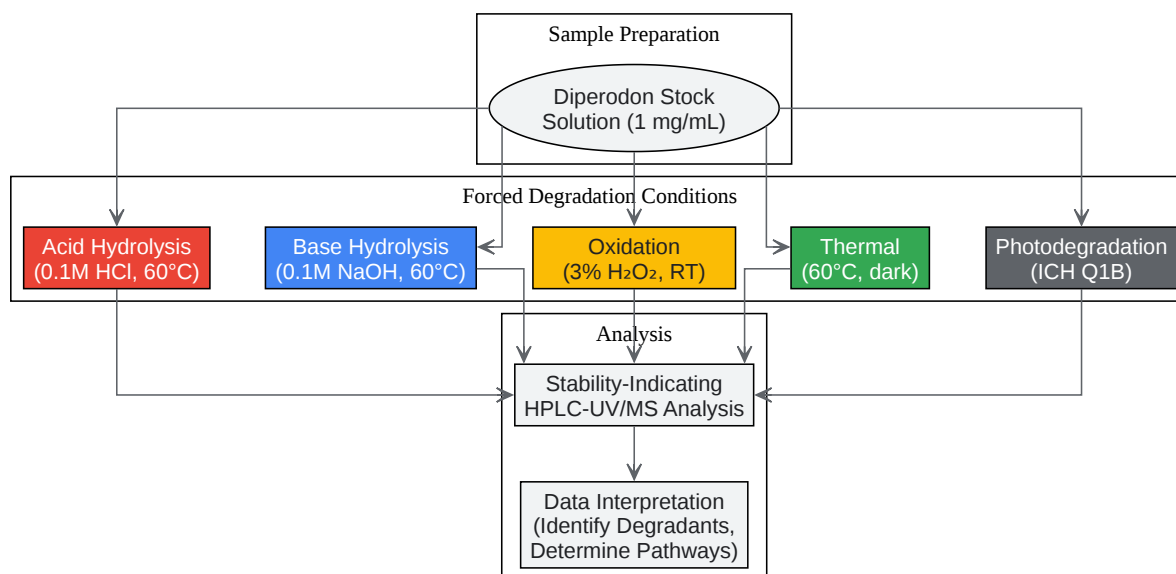 Sample Preparation
Diperodon Stock
Solution (1 mg/mL)
Forced Degradation Conditions
Acid Hydrolysis
(0.1M HCl, 60°C)
Base Hydrolysis
(0.1M NaOH, 60°C)
Oxidation
(3% H₂O₂, RT)
Thermal
(60°C, dark)
Photodegradation
(ICH Q1B)
Analysis
Stability-Indicating
HPLC-UV/MS Analysis
Data Interpretation
(Identify Degradants,
Determine Pathways)